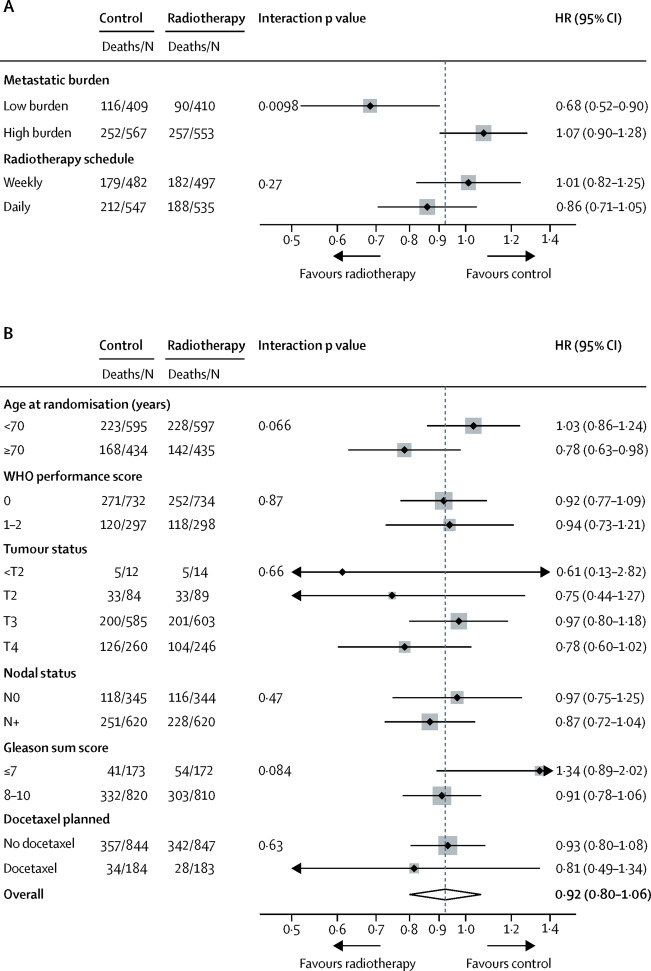 A
Control Radiotherapy Interaction p value HR (95% CI)
Deaths/N Deaths/N
Metastatic burden
Low burden 116/409 90/410 0·0098 0·68 (0·52–0·90)
High burden 252/567 257/553 1·07 (0·90–1·28)
Radiotherapy schedule
Weekly 179/482 182/497 0·27 1·01 (0·82–1·25)
Daily 212/547 188/535 0·86 (0·71–1·05)
0·5 0·6 0·7 0·8 0·9 1·0 1·2 1·4
Favours radiotherapy Favours control
B
Control Radiotherapy Interaction p value HR (95% CI)
Deaths/N Deaths/N
Age at randomisation (years)
<70 223/595 228/597 0·066 1·03 (0·86–1·24)
≥70 168/434 142/435 0·78 (0·63–0·98)
WHO performance score
0 271/732 252/734 0·87 0·92 (0·77–1·09)
1–2 120/297 118/298 0·94 (0·73–1·21)
Tumour status
<T2 5/12 5/14 0·66 0·61 (0·13–2·82)
T2 33/84 33/89 0·75 (0·44–1·27)
T3 200/585 201/603 0·97 (0·80–1·18)
T4 126/260 104/246 0·78 (0·60–1·02)
Nodal status
N0 118/345 116/344 0·47 0·97 (0·75–1·25)
N+ 251/620 228/620 0·87 (0·72–1·04)
Gleason sum score
≤7 41/173 54/172 0·084 1·34 (0·89–2·02)
8–10 332/820 303/810 0·91 (0·78–1·06)
Docetaxel planned
No docetaxel 357/844 342/847 0·63 0·93 (0·80–1·08)
Docetaxel 34/184 28/183 0·81 (0·49–1·34)
Overall 0·92 (0·80–1·06)
0·5 0·6 0·7 0·8 0·9 1·0 1·2 1·4
Favours radiotherapy Favours control